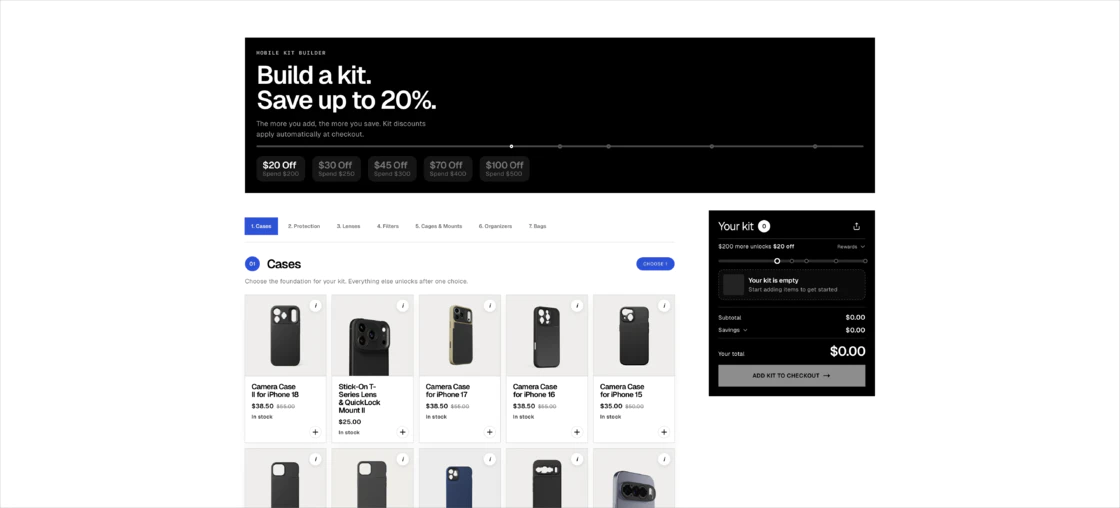 MOBILE KIT BUILDER
Build a kit.
Save up to 20%.
The more you add, the more you save. Kit discounts
apply automatically at checkout.
$20 Off
Spend $200
$30 Off
Spend $250
$45 Off
Spend $300
$70 Off
Spend $400
$100 Off
Spend $500
1. Cases
2. Protection
3. Lenses
4. Filters
5. Cages & Mounts
6. Organizers
7. Bags
01
Cases
CHOOSE 1
Choose the foundation for your kit. Everything else unlocks after one choice.
i
i
i
i
i
Camera Case
II for iPhone 18
$38.50 $55.00
In stock
+
Stick-On T-
Series Lens
& QuickLock
Mount II
$25.00
In stock
+
Camera Case
for iPhone 17
$38.50 $55.00
In stock
+
Camera Case
for iPhone 16
$38.50 $55.00
In stock
+
Camera Case
for iPhone 15
$35.00 $50.00
In stock
+
i
i
i
i
i
Your kit 0
$200 more unlocks $20 off
Rewards
Your kit is empty
Start adding items to get started
Subtotal
$0.00
Savings
$0.00
Your total
$0.00
ADD KIT TO CHECKOUT →